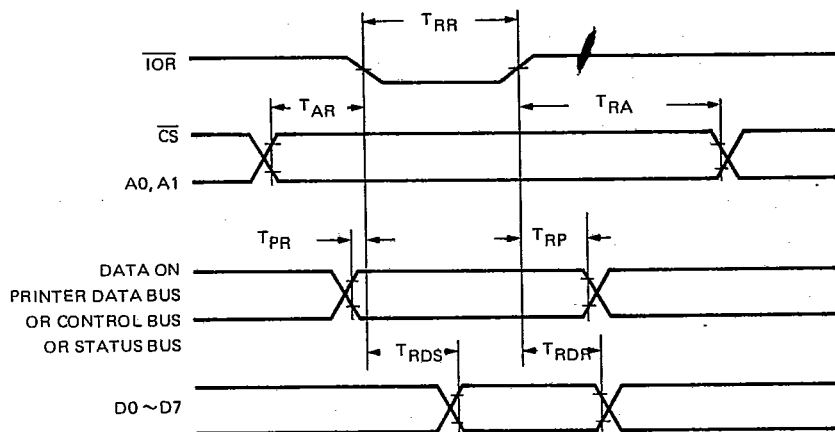 T_RR
IOR
T_AR
T_RA
CS
A0, A1
T_PR
T_RP
DATA ON
PRINTER DATA BUS
OR CONTROL BUS
OR STATUS BUS
T_RDS
T_RDR
D0 ~ D7